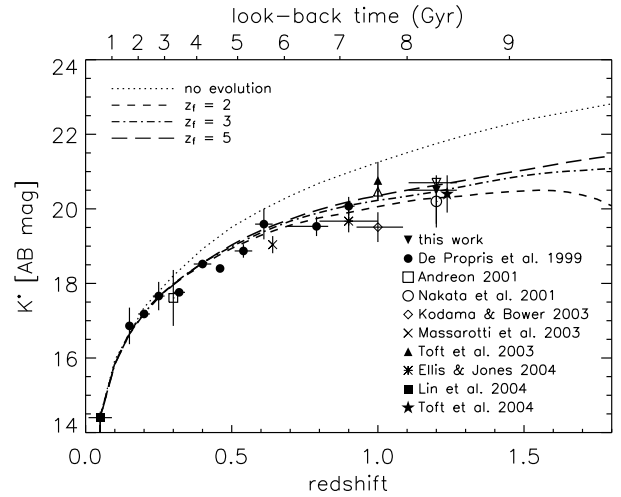 look-back time (Gyr)
1 2 3 4 5 6 7 8 9
24
22
20
18
16
14
K* [AB mag]
no evolution
z_f = 2
z_f = 3
z_f = 5
this work
De Propris et al. 1999
Andreon 2001
Nakata et al. 2001
Kodama & Bower 2003
Massarotti et al. 2003
Toft et al. 2003
Ellis & Jones 2004
Lin et al. 2004
Toft et al. 2004
0.0 0.5 1.0 1.5
redshift